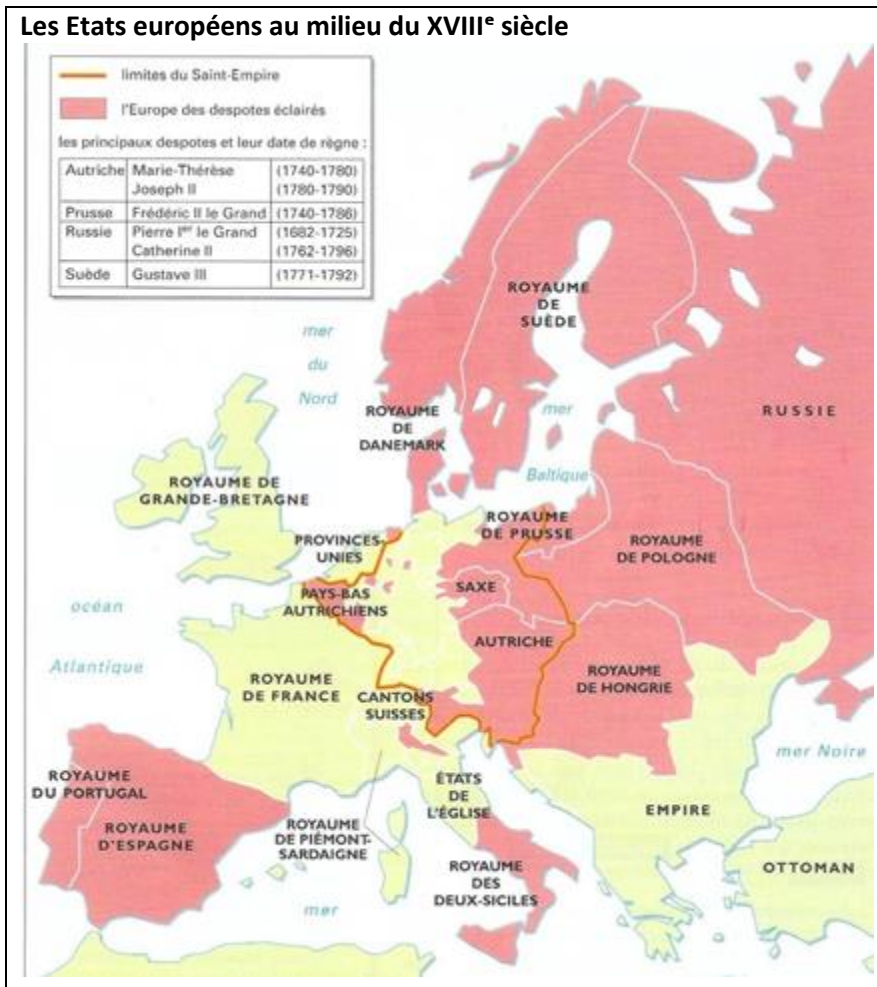 Les Etats européens au milieu du XVIIIᵉ siècle
limites du Saint-Empire
l'Europe des despotes éclairés
les principaux despotes et leur date de règne :
Autriche Marie-Thérèse (1740-1780)
Joseph II (1780-1790)
Prusse Frédéric II le Grand (1740-1786)
Russie Pierre Iᵉʳ le Grand (1682-1725)
Catherine II (1762-1796)
Suède Gustave III (1771-1792)
ROYAUME
DE
SUÈDE
mer
du
Nord
ROYAUME
DE
DANEMARK
mer
Baltique
RUSSIE
ROYAUME DE
GRANDE-BRETAGNE
PROVINCES-
UNIES
ROYAUME
DE PRUSSE
ROYAUME
DE POLOGNE
PAYS-BAS
AUTRICHIENS
SAXE
océan
Atlantique
AUTRICHE
ROYAUME
DE FRANCE
CANTONS
SUISSES
ROYAUME
DE HONGRIE
mer Noire
ROYAUME
DU PORTUGAL
ROYAUME
D'ESPAGNE
ROYAUME
DE PIÉMONT-
SARDAIGNE
ÉTATS
DE
L'ÉGLISE
EMPIRE
OTTOMAN
ROYAUME
DES
DEUX-SICILES
mer